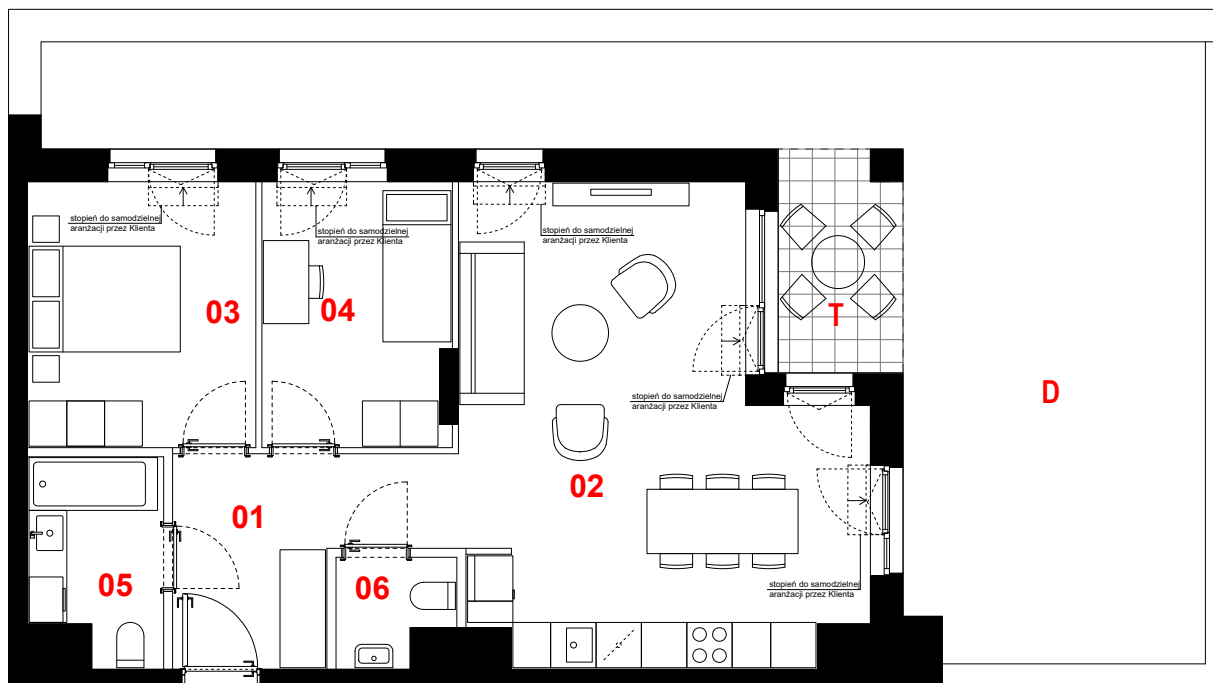 stopień do samodzielnej
aranżacji przez Klienta
stopień do samodzielnej
aranżacji przez Klienta
stopień do samodzielnej
aranżacji przez Klienta
03
04
T
stopień do samodzielnej
aranżacji przez Klienta
D
02
01
05
06
stopień do samodzielnej
aranżacji przez Klienta